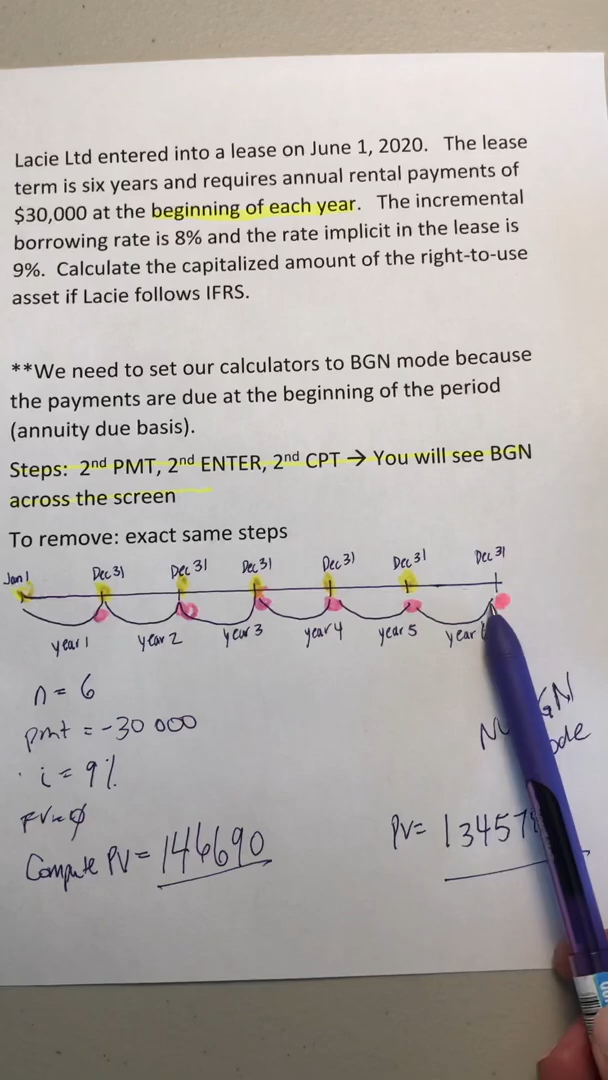 Lacie Ltd entered into a lease on June 1, 2020. The lease
term is six years and requires annual rental payments of
$30,000 at the beginning of each year. The incremental
borrowing rate is 8% and the rate implicit in the lease is
9%. Calculate the capitalized amount of the right-to-use
asset if Lacie follows IFRS.
**We need to set our calculators to BGN mode because
the payments are due at the beginning of the period
(annuity due basis).
Steps: 2nd PMT, 2nd ENTER, 2nd CPT → You will see BGN
across the screen
To remove: exact same steps
Jan 1 Dec 31 Dec 31 Dec 31 Dec 31 Dec 31 Dec 31
year 1 year 2 year 3 year 4 year 5 year
n = 6
pmt = -30 000
i = 9%
FV = ø
Compute PV = 146690
PV = 13457